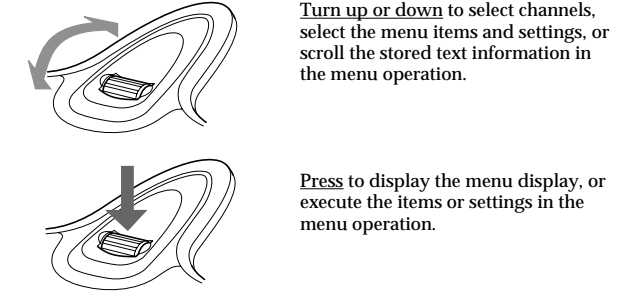 Turn up or down to select channels,
select the menu items and settings, or
scroll the stored text information in
the menu operation.
Press to display the menu display, or
execute the items or settings in the
menu operation.